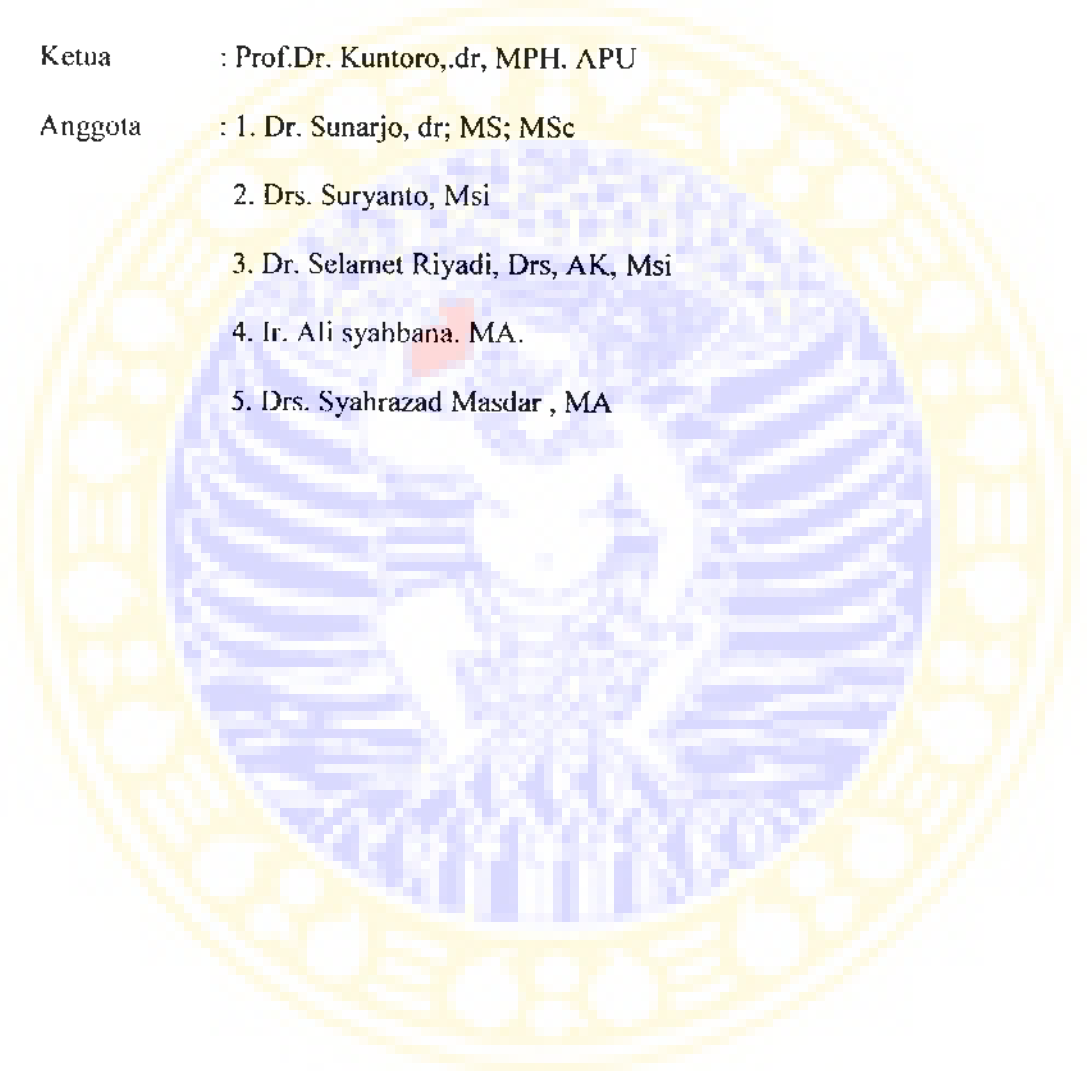 Ketua : Prof.Dr. Kuntoro,.dr, MPH. APU
Anggota : 1. Dr. Sunarjo, dr; MS; MSc
2. Drs. Suryanto, Msi
3. Dr. Selamet Riyadi, Drs, AK, Msi
4. Ir. Ali syahbana. MA.
5. Drs. Syahrazad Masdar , MA